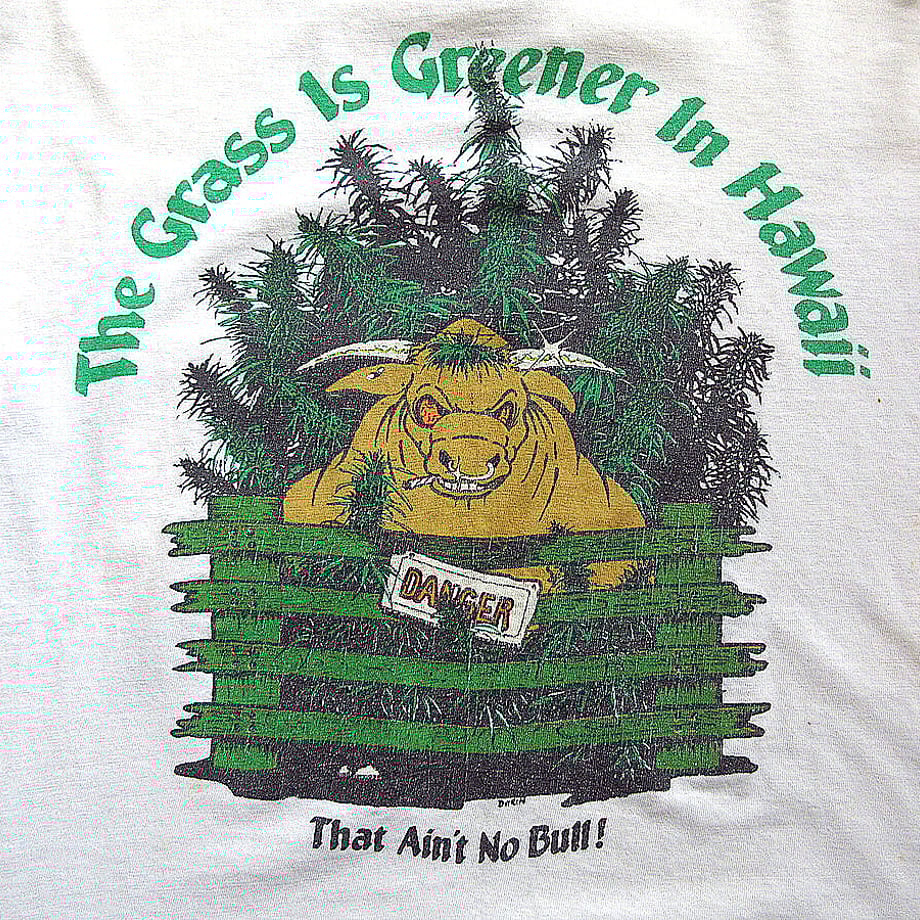 The Grass Is Greener In Hawaii
DANGER
That Ain't No Bull!